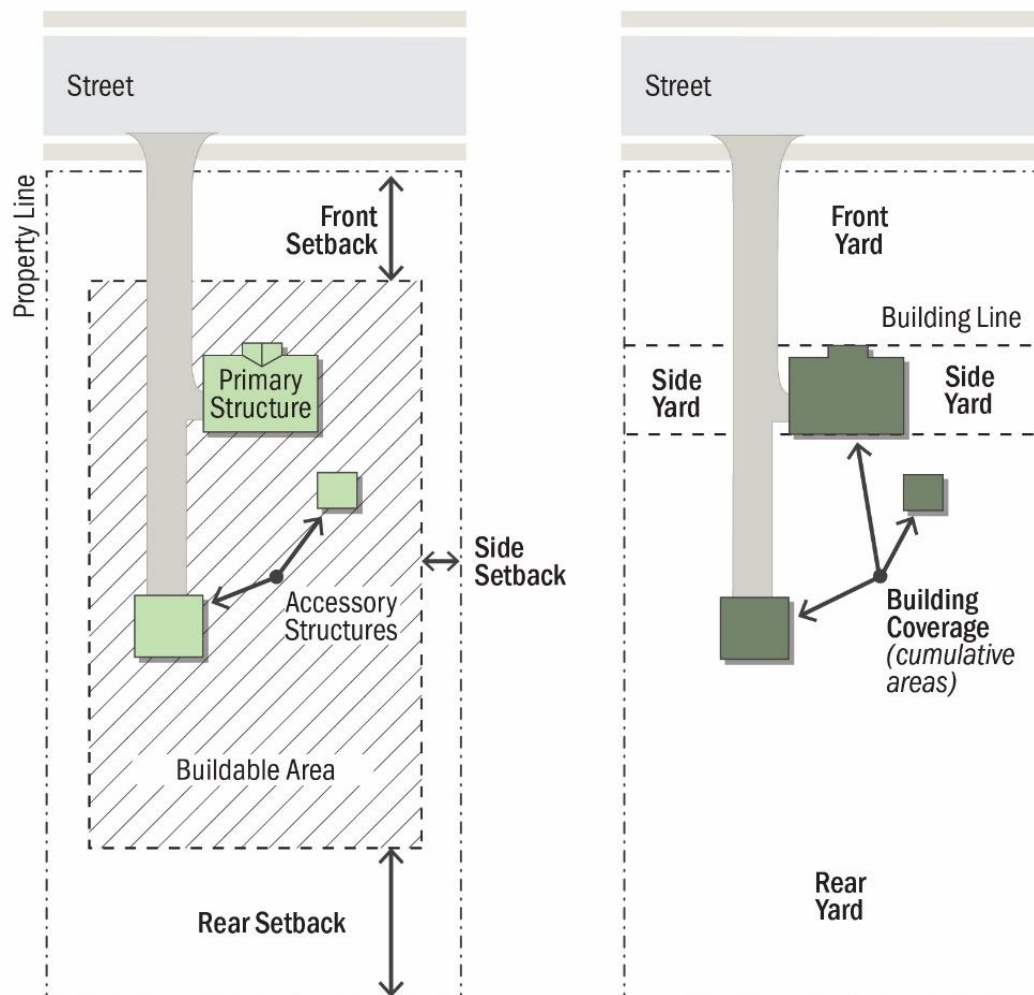 Street
Property Line
Front
Setback
Primary
Structure
Side
Setback
Accessory
Structures
Buildable Area
Rear Setback
Street
Front
Yard
Building Line
Side
Yard
Side
Yard
Building
Coverage
(cumulative
areas)
Rear
Yard